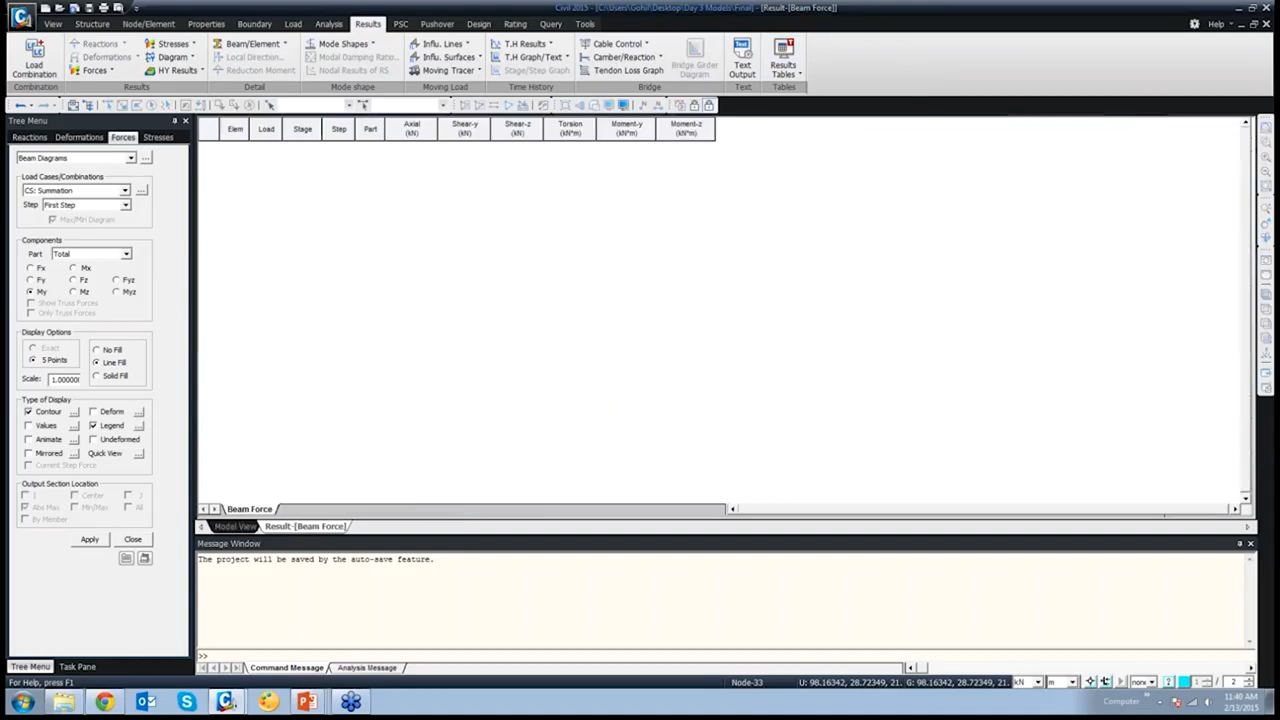 Civil 2015 - [C:\Users\Gohil\Desktop\Day 3 Models\Final] - [Result-[Beam Force]]
View Structure Node/Element Properties Boundary Load Analysis Results PSC Pushover Design Rating Query Tools Help
Load Combination
Reactions
Deformations
Forces
Stresses
Diagram
HY Results
Beam/Element
Local Direction...
Reduction Moment
Mode Shapes
Modal Damping Ratio...
Nodal Results of RS
Influ. Lines
Influ. Surfaces
Moving Tracer
T.H Results
T.H Graph/Text
Stage/Step Graph
Cable Control
Camber/Reaction
Tendon Loss Graph
Bridge Girder Diagram
Text Output
Results Tables
Combination Results Detail Mode shape Moving Load Time History Bridge Text Tables
Tree Menu
Reactions Deformations Forces Stresses
Beam Diagrams ...
Load Cases/Combinations
CS: Summation ...
Step First Step
Max/Min Diagram
Components
Part Total
Fx Mx
Fy Fz Fyz
My Mz Myz
Show Truss Forces
Only Truss Forces
Display Options
Exact
5 Points
No Fill
Line Fill
Solid Fill
Scale: 1.00000
Type of Display
Contour ... Deform ...
Values ... Legend ...
Animate ... Undeformed
Mirrored ... Quick View ...
Current Step Force
Output Section Location
I Center J
Abs Max Min/Max All
By Member
Apply Close
Elem Load Stage Step Part Axial (kN) Shear-y (kN) Shear-z (kN) Torsion (kN*m) Moment-y (kN*m) Moment-z (kN*m)
Beam Force
Model View Result-[Beam Force]
Message Window
The project will be saved by the auto-save feature.
>>
Command Message Analysis Message
Tree Menu Task Pane
For Help, press F1
Node-33 U: 98.16342, 28.72349, 21. G: 98.16342, 28.72349, 21. kN m non 1 / 2
Computer
11:40 AM
2/13/2015